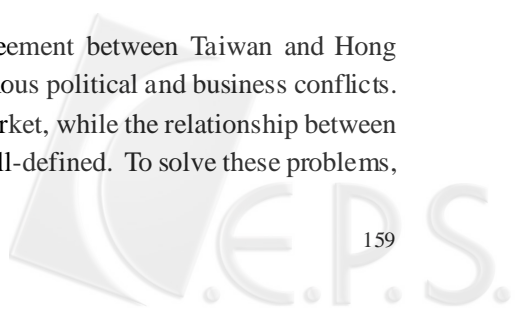 eement between Taiwan and Hong
ous political and business conflicts.
rket, while the relationship between
ll-defined. To solve these problems,
159
.E.P.S.